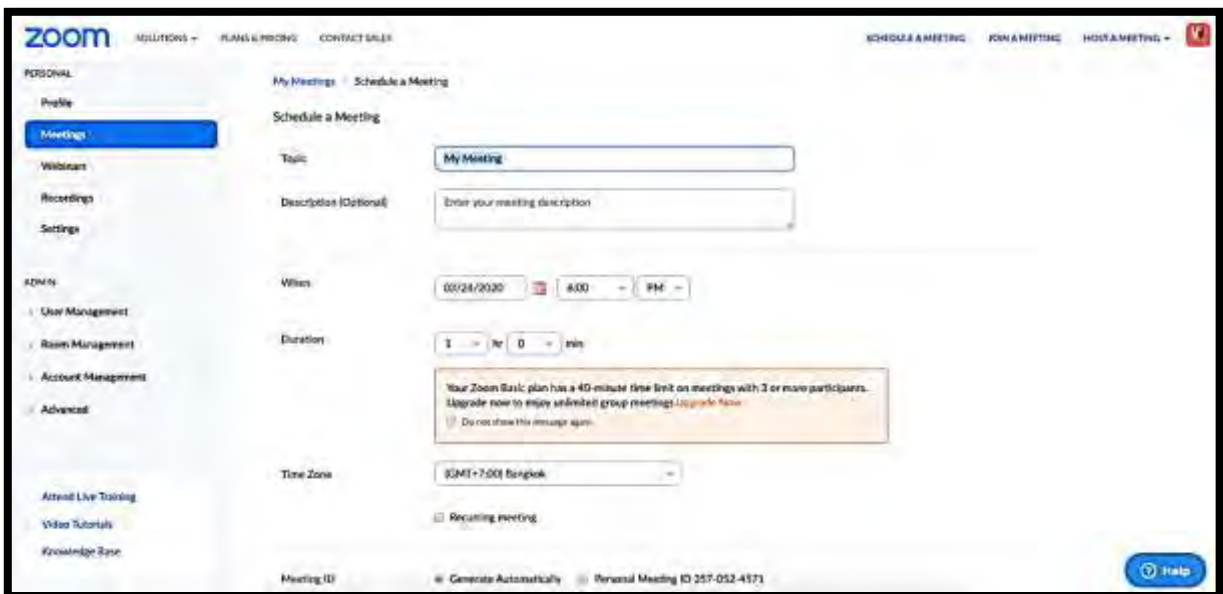 zoom SOLUTIONS PLANS & PRICING CONTACT SALES SCHEDULE A MEETING JOIN A MEETING HOST A MEETING
PERSONAL
Profile
Meetings
Webinars
Recordings
Settings
ADMIN
User Management
Room Management
Account Management
Advanced
Attend Live Training
Video Tutorials
Knowledge Base
My Meetings Schedule a Meeting
Schedule a Meeting
Topic My Meeting
Description (Optional) Enter your meeting description
When 03/24/2020 6:00 PM
Duration 1 hr 0 min
Your Zoom Basic plan has a 40-minute time limit on meetings with 3 or more participants.
Upgrade now to enjoy unlimited group meetings. Upgrade Now
Do not show this message again
Time Zone (GMT+7:00) Bangkok
Recurring meeting
Meeting ID Generate Automatically Personal Meeting ID 357-052-4571
Help